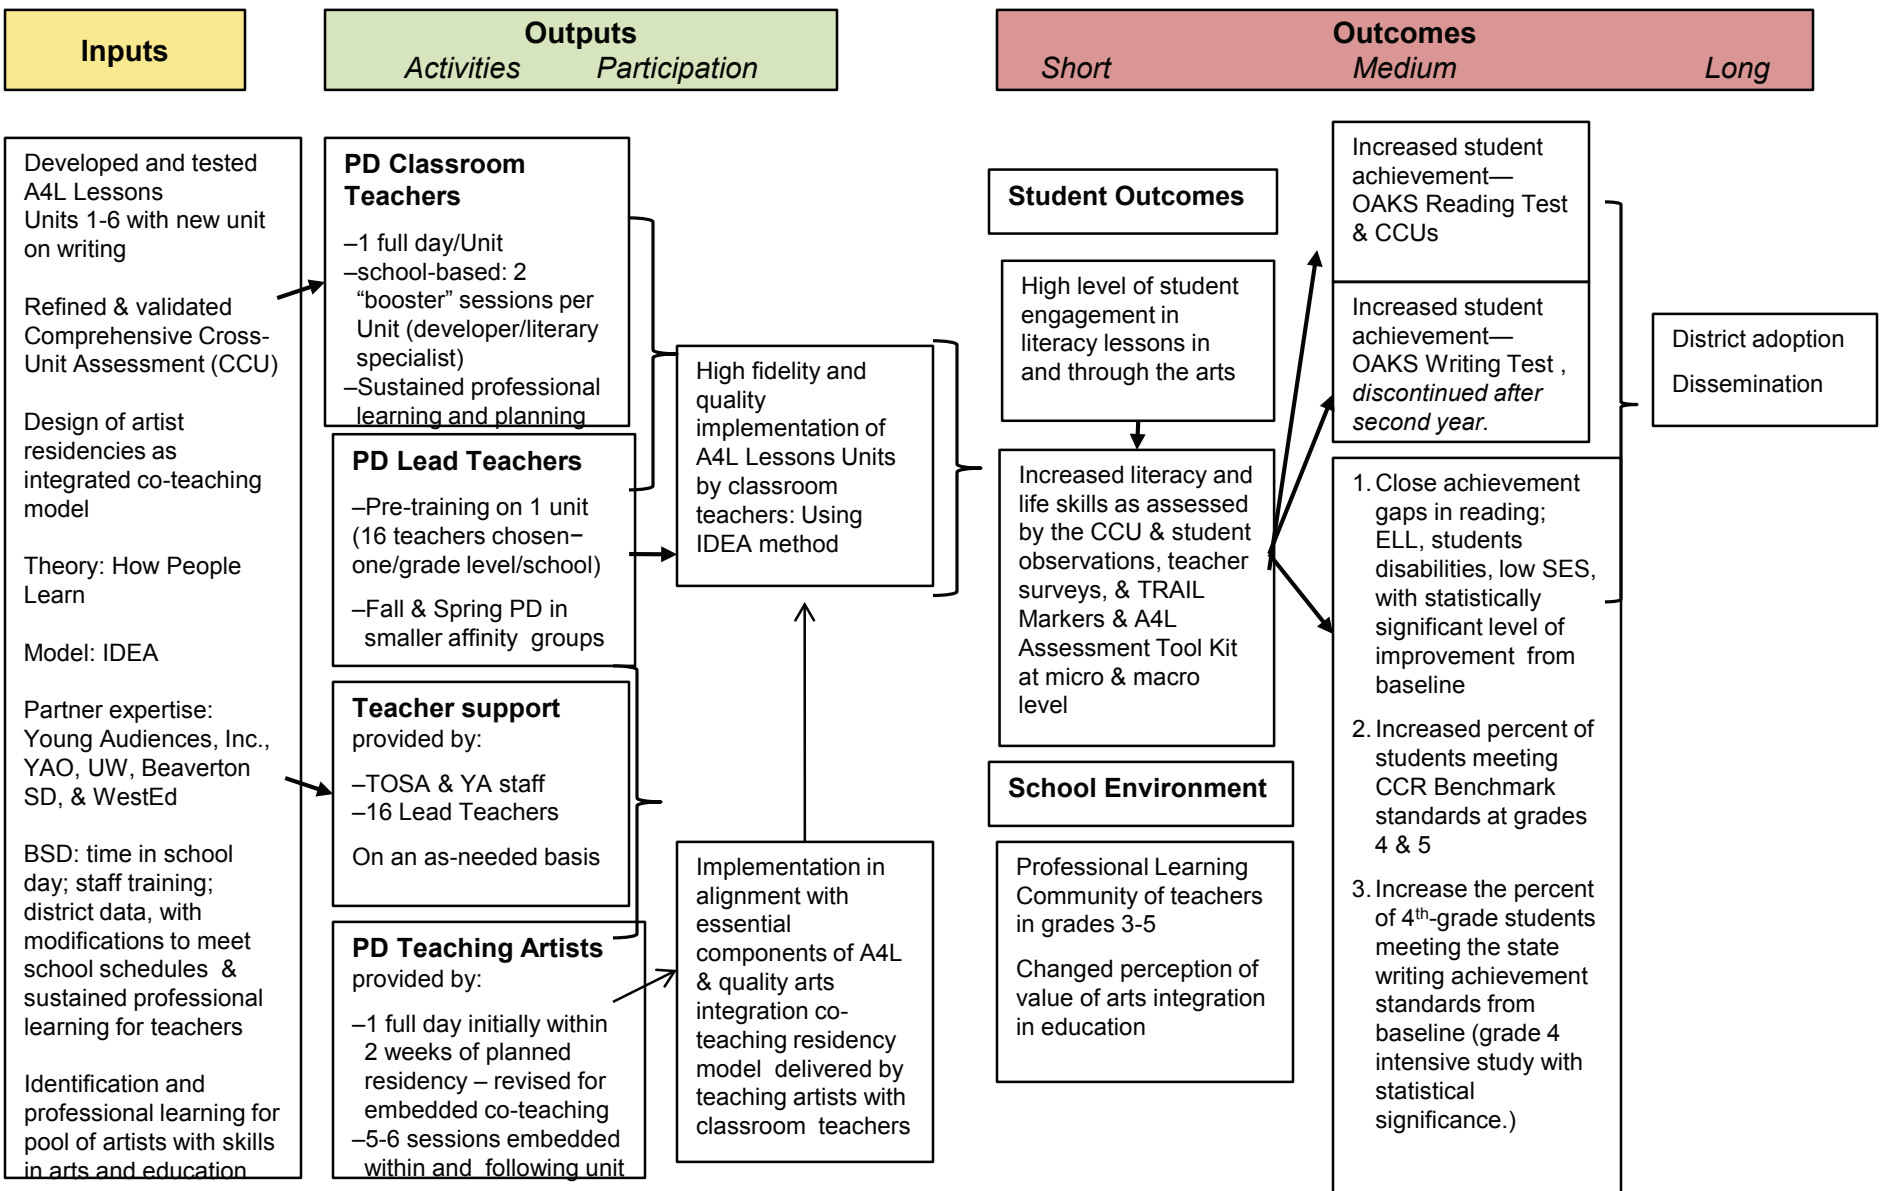 Inputs
Outputs
Activities Participation
Outcomes
Short Medium Long
Developed and tested
A4L Lessons
Units 1-6 with new unit
on writing
Refined & validated
Comprehensive Cross-
Unit Assessment (CCU)
Design of artist
residencies as
integrated co-teaching
model
Theory: How People
Learn
Model: IDEA
Partner expertise:
Young Audiences, Inc.,
YAO, UW, Beaverton
SD, & WestEd
BSD: time in school
day; staff training;
district data, with
modifications to meet
school schedules &
sustained professional
learning for teachers
Identification and
professional learning for
pool of artists with skills
in arts and education
PD Classroom
Teachers
–1 full day/Unit
–school-based: 2
“booster” sessions per
Unit (developer/literary
specialist)
–Sustained professional
learning and planning
PD Lead Teachers
–Pre-training on 1 unit
(16 teachers chosen–
one/grade level/school)
–Fall & Spring PD in
smaller affinity groups
Teacher support
provided by:
–TOSA & YA staff
–16 Lead Teachers
On an as-needed basis
PD Teaching Artists
provided by:
–1 full day initially within
2 weeks of planned
residency – revised for
embedded co-teaching
–5-6 sessions embedded
within and following unit
High fidelity and
quality
implementation of
A4L Lessons Units
by classroom
teachers: Using
IDEA method
Implementation in
alignment with
essential
components of A4L
& quality arts
integration co-
teaching residency
model delivered by
teaching artists with
classroom teachers
Student Outcomes
High level of student
engagement in
literacy lessons in
and through the arts
Increased literacy and
life skills as assessed
by the CCU & student
observations, teacher
surveys, & TRAIL
Markers & A4L
Assessment Tool Kit
at micro & macro
level
School Environment
Professional Learning
Community of teachers
in grades 3-5
Changed perception of
value of arts integration
in education
Increased student
achievement—
OAKS Reading Test
& CCUs
Increased student
achievement—
OAKS Writing Test ,
discontinued after
second year.
1. Close achievement
gaps in reading;
ELL, students
disabilities, low SES,
with statistically
significant level of
improvement from
baseline
2. Increased percent of
students meeting
CCR Benchmark
standards at grades
4 & 5
3. Increase the percent
of 4th-grade students
meeting the state
writing achievement
standards from
baseline (grade 4
intensive study with
statistical
significance.)
District adoption
Dissemination